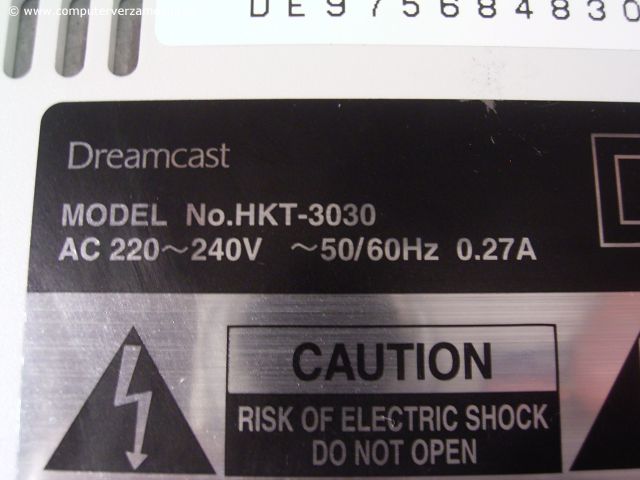 © www.computerverzamel
DE975684830
Dreamcast
MODEL No.HKT-3030
AC 220~240V ~50/60Hz 0.27A
CAUTION
RISK OF ELECTRIC SHOCK
DO NOT OPEN